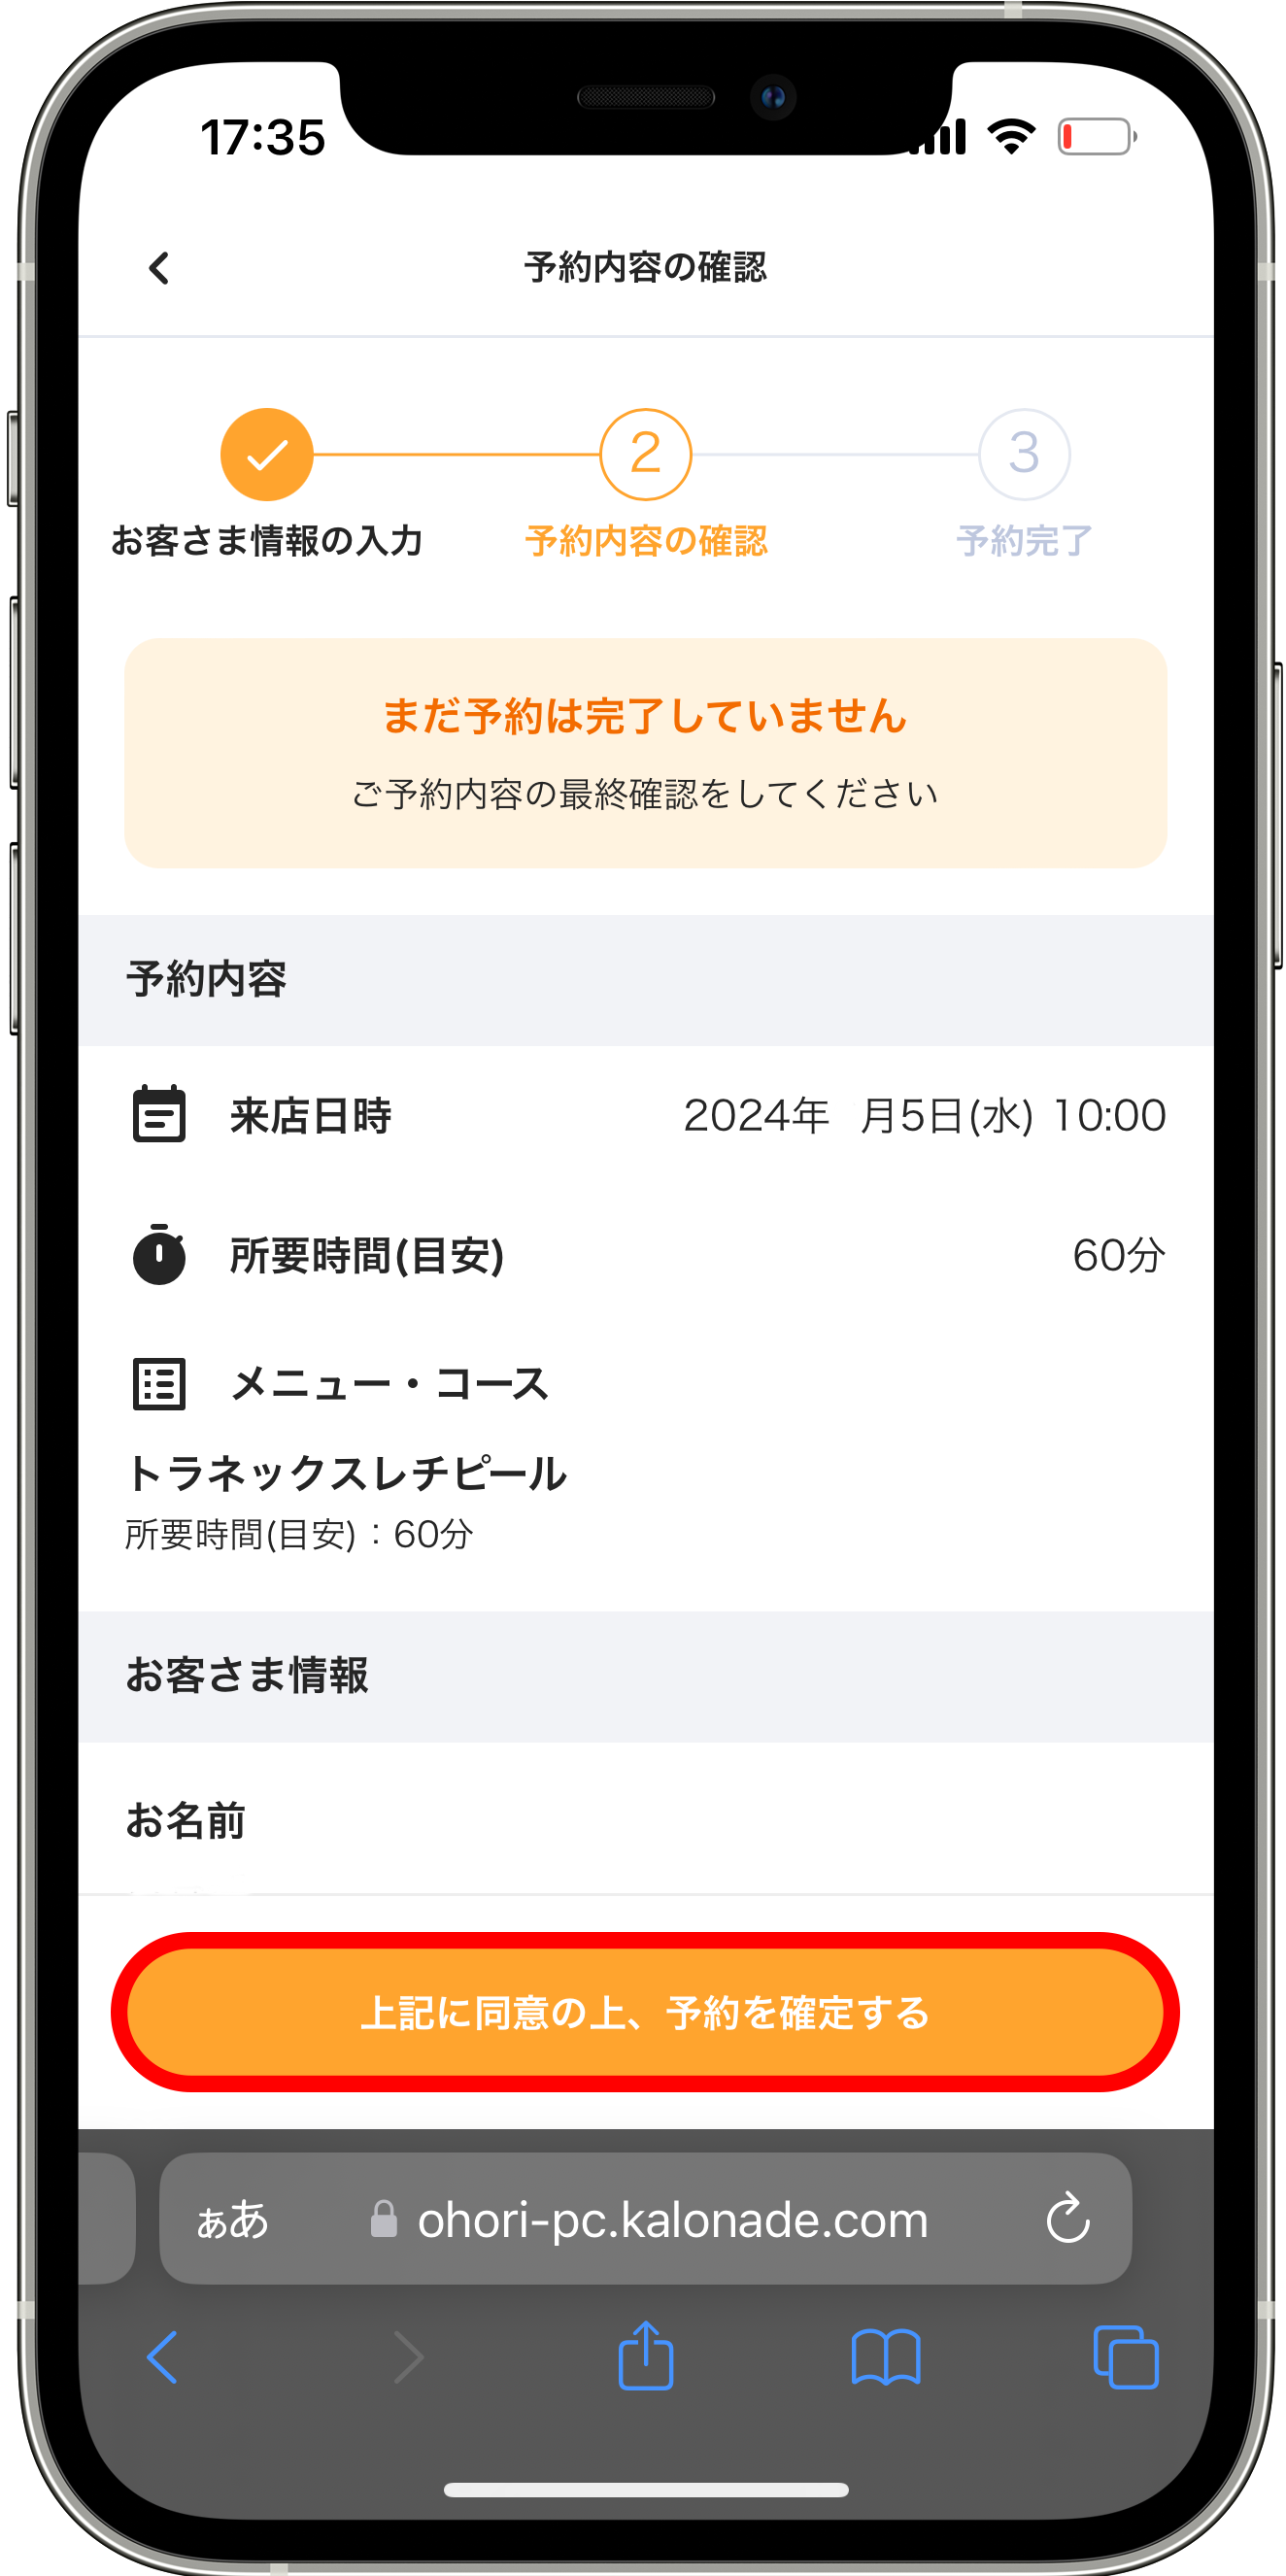 17:35
予約内容の確認
2
3
お客さま情報の入力
予約内容の確認
予約完了
まだ予約は完了していません
ご予約内容の最終確認をしてください
予約内容
来店日時 2024年 月5日(水) 10:00
所要時間(目安) 60分
メニュー・コース
トラネックスレチピール
所要時間(目安)：60分
お客さま情報
お名前
上記に同意の上、予約を確定する
ぁあ ohori-pc.kalonade.com